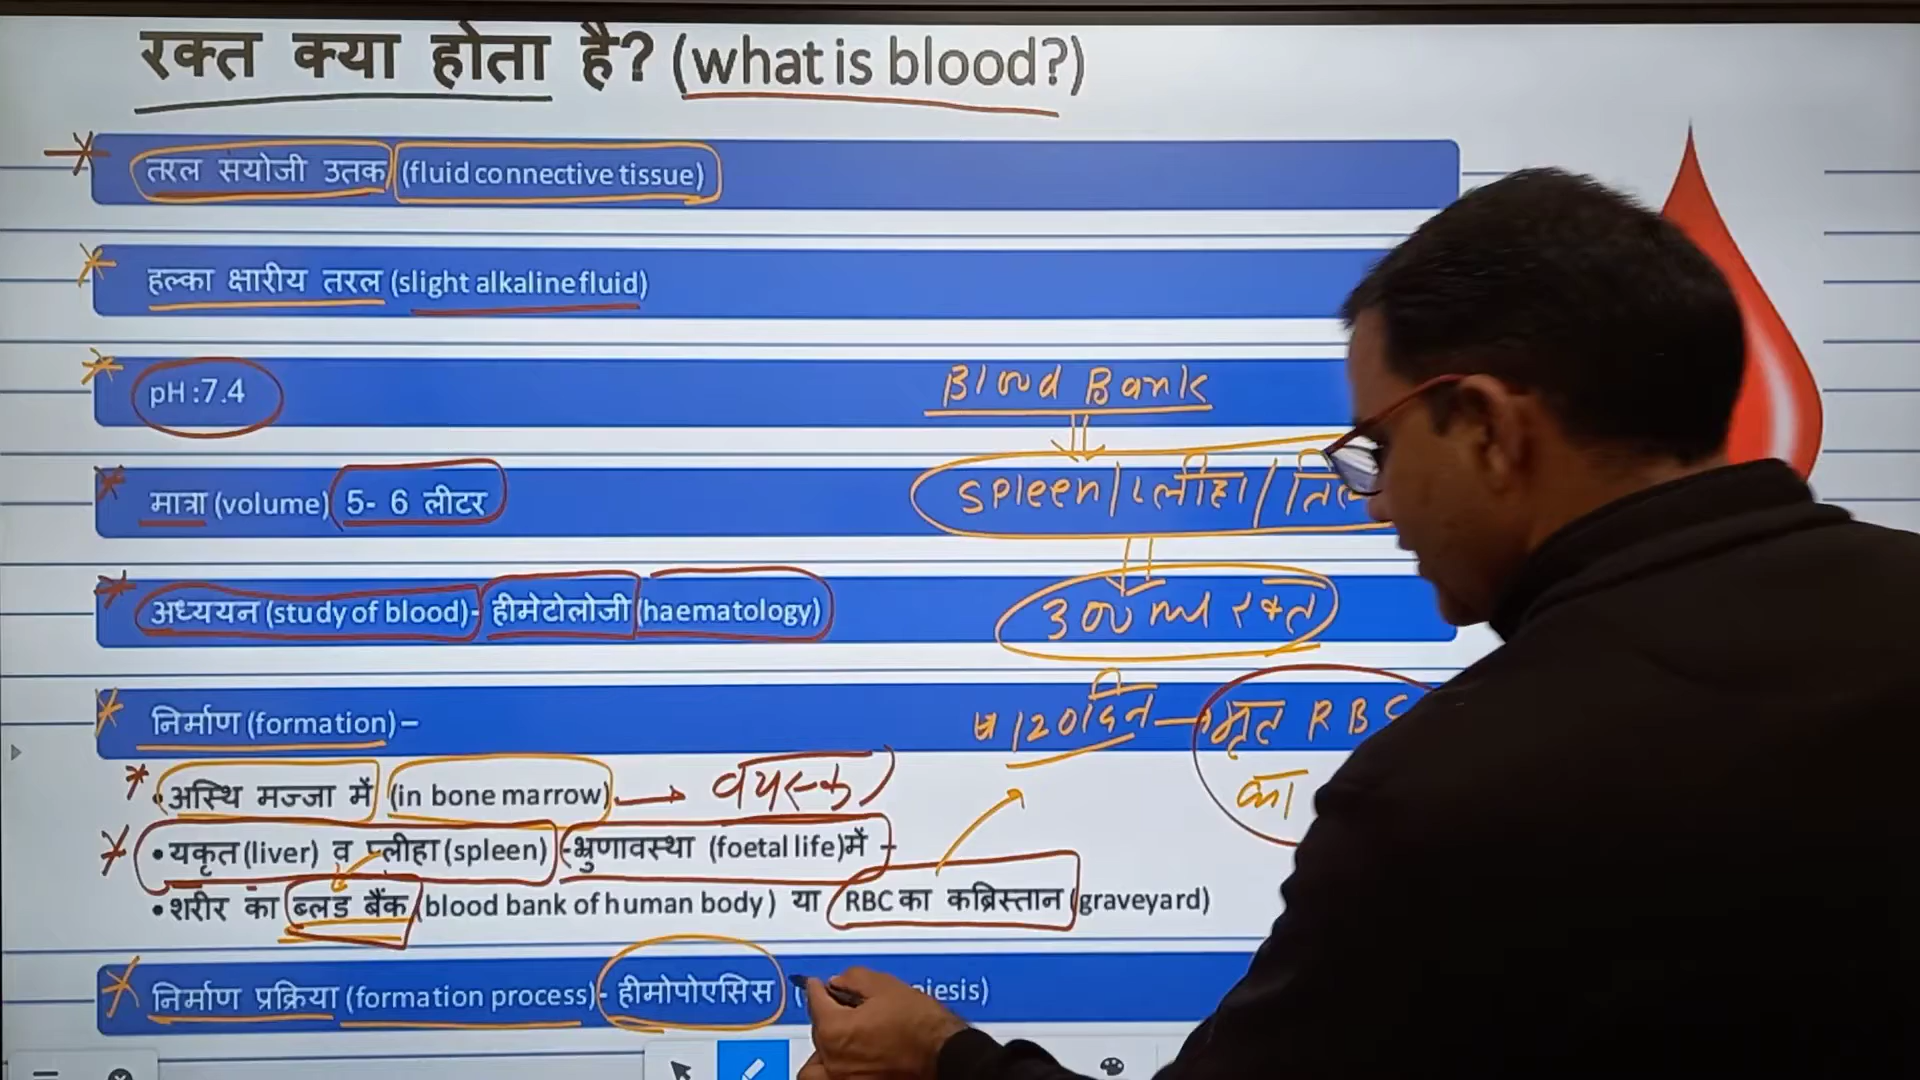 रक्त क्या होता है? (what is blood?)
तरल संयोजी उतक (fluid connective tissue)
हल्का क्षारीय तरल (slight alkaline fluid)
pH :7.4
Blood Bank
मात्रा (volume) 5- 6 लीटर
spleen/प्लीहा/
अध्ययन (study of blood)- हीमेटोलोजी (haematology)
300 ml रक्त
निर्माण (formation) –
120 दिन → मृत RBC
का
•अस्थि मज्जा में (in bone marrow) → वयस्क
•यकृत (liver) व प्लीहा (spleen) -भ्रुणावस्था (foetal life)में -
•शरीर का ब्लड बैंक (blood bank of human body) या RBC का कब्रिस्तान (graveyard)
निर्माण प्रक्रिया (formation process)- हीमोपोएसिस